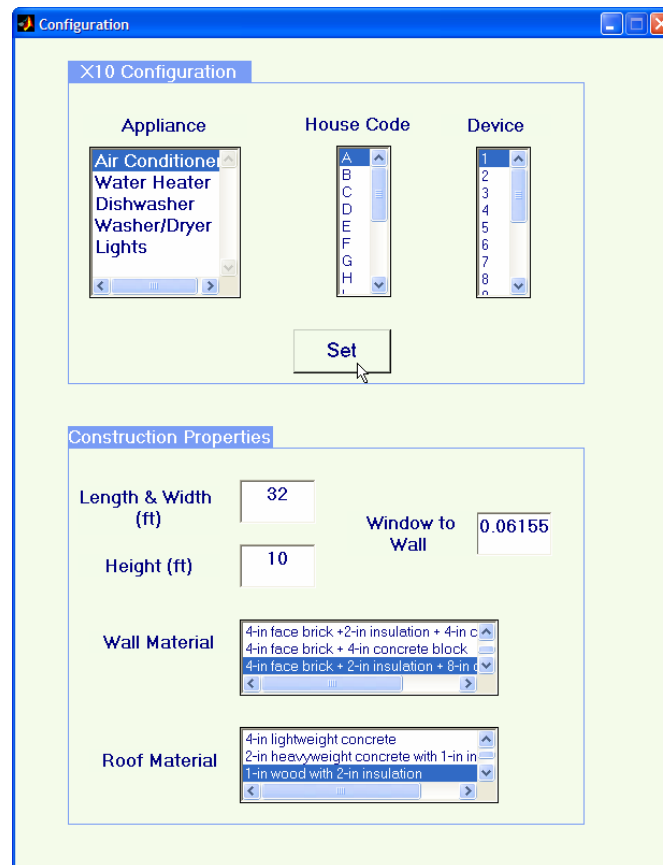 Configuration
X10 Configuration
Appliance
House Code
Device
Air Conditioner
Water Heater
Dishwasher
Washer/Dryer
Lights
A
B
C
D
E
F
G
H
1
2
3
4
5
6
7
8
Set
Construction Properties
Length & Width
(ft)
32
Window to
Wall
0.06155
Height (ft)
10
Wall Material
4-in face brick +2-in insulation + 4-in c
4-in face brick + 4-in concrete block
4-in face brick + 2-in insulation + 8-in
Roof Material
4-in lightweight concrete
2-in heavyweight concrete with 1-in in
1-in wood with 2-in insulation